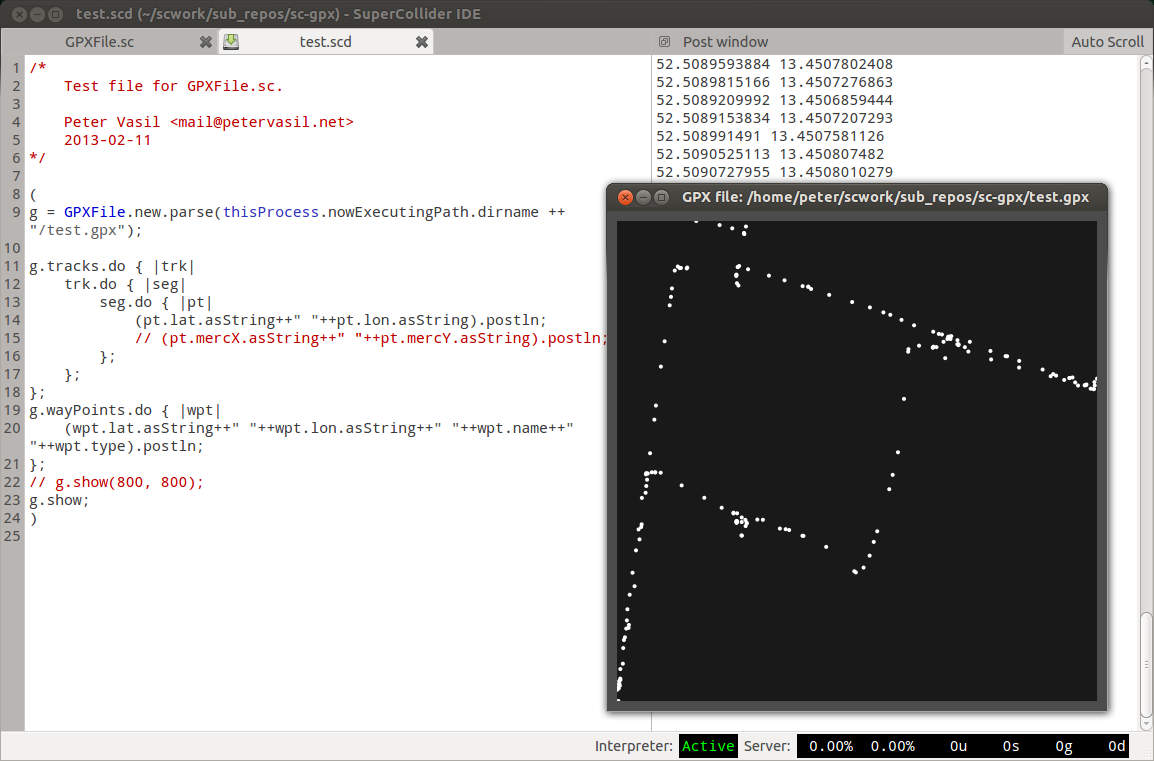 test.scd (~/scwork/sub_repos/sc-gpx) - SuperCollider IDE
GPXFile.sc
test.scd
Post window
Auto Scroll
1 /*
2 Test file for GPXFile.sc.
3
4 Peter Vasil <mail@petervasil.net>
5 2013-02-11
6 */
7
8 (
9 g = GPXFile.new.parse(thisProcess.nowExecutingPath.dirname ++
"/test.gpx");
10
11 g.tracks.do { |trk|
12 trk.do { |seg|
13 seg.do { |pt|
14 (pt.lat.asString++" "++pt.lon.asString).postln;
15 // (pt.mercX.asString++" "++pt.mercY.asString).postln;
16 };
17 };
18 };
19 g.wayPoints.do { |wpt|
20 (wpt.lat.asString++" "++wpt.lon.asString++" "++wpt.name++"
"++wpt.type).postln;
21 };
22 // g.show(800, 800);
23 g.show;
24 )
25
52.5089593884 13.4507802408
52.5089815166 13.4507276863
52.5089209992 13.4506859444
52.5089153834 13.4507207293
52.508991491 13.4507581126
52.5090525113 13.450807482
52.5090727955 13.4508010279
GPX file: /home/peter/scwork/sub_repos/sc-gpx/test.gpx
Interpreter: Active Server: 0.00% 0.00% 0u 0s 0g 0d